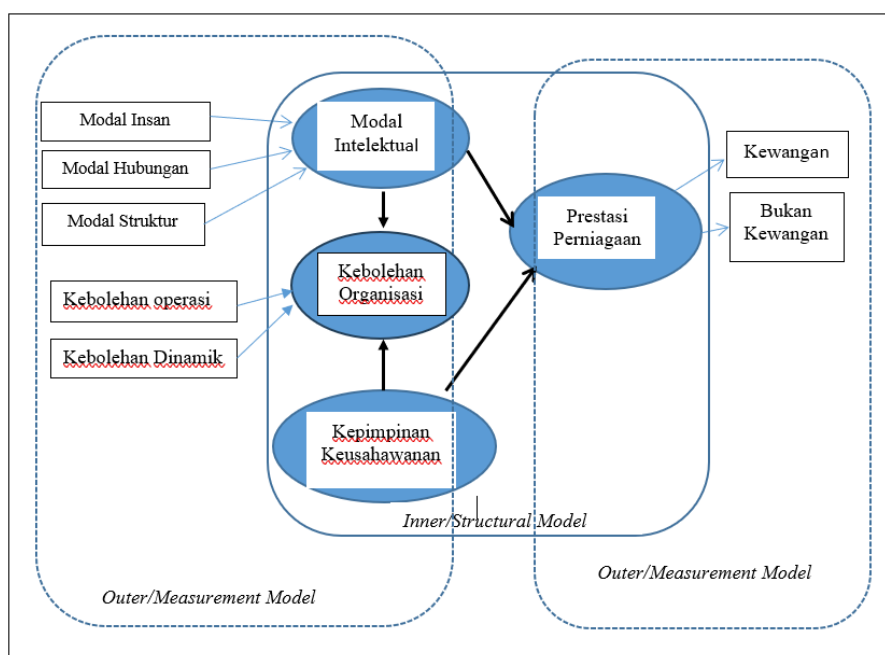 Modal Insan
Modal Hubungan
Modal Struktur
Kebolehan operasi
Kebolehan Dinamik
Modal
Intelektual
Kebolehan
Organisasi
Kepimpinan
Keusahawanan
Prestasi
Perniagaan
Kewangan
Bukan
Kewangan
Inner/Structural Model
Outer/Measurement Model
Outer/Measurement Model